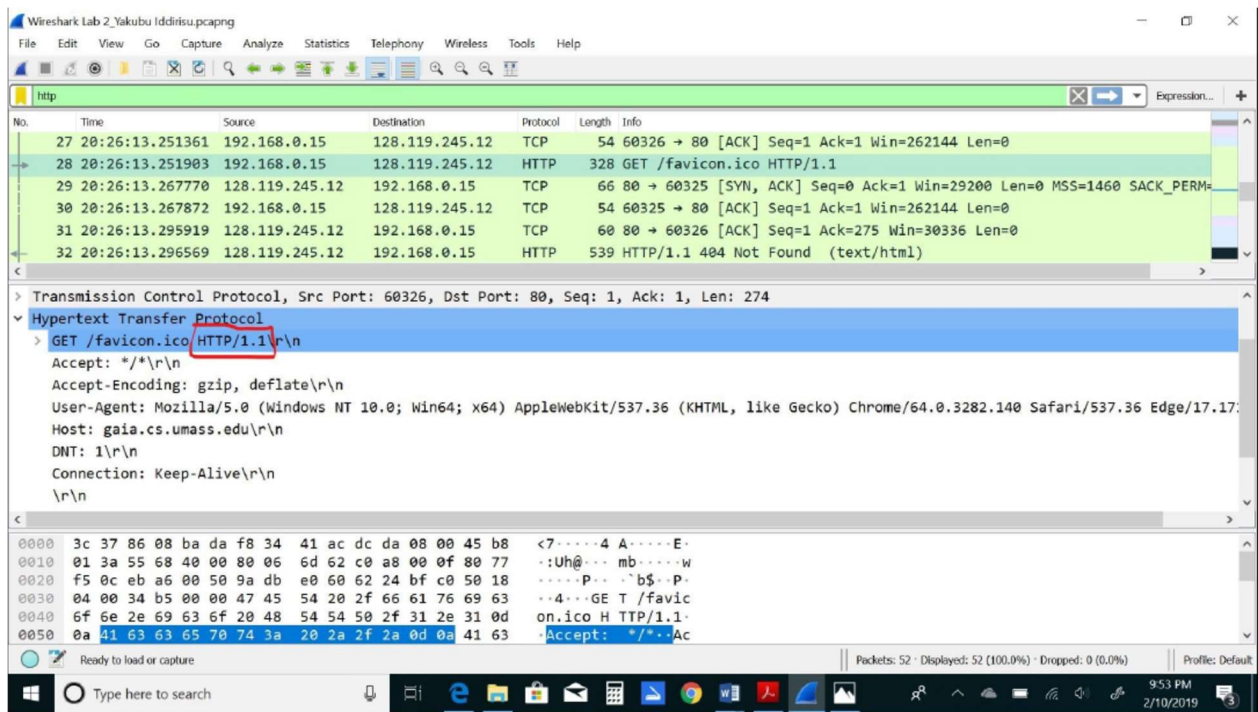 Wireshark Lab 2_Yakubu Iddirisu.pcapng
File Edit View Go Capture Analyze Statistics Telephony Wireless Tools Help
http Expression... +
No. Time Source Destination Protocol Length Info
27 20:26:13.251361 192.168.0.15 128.119.245.12 TCP 54 60326 → 80 [ACK] Seq=1 Ack=1 Win=262144 Len=0
28 20:26:13.251903 192.168.0.15 128.119.245.12 HTTP 328 GET /favicon.ico HTTP/1.1
29 20:26:13.267770 128.119.245.12 192.168.0.15 TCP 66 80 → 60325 [SYN, ACK] Seq=0 Ack=1 Win=29200 Len=0 MSS=1460 SACK_PERM=
30 20:26:13.267872 192.168.0.15 128.119.245.12 TCP 54 60325 → 80 [ACK] Seq=1 Ack=1 Win=262144 Len=0
31 20:26:13.295919 128.119.245.12 192.168.0.15 TCP 60 80 → 60326 [ACK] Seq=1 Ack=275 Win=30336 Len=0
32 20:26:13.296569 128.119.245.12 192.168.0.15 HTTP 539 HTTP/1.1 404 Not Found (text/html)
Transmission Control Protocol, Src Port: 60326, Dst Port: 80, Seq: 1, Ack: 1, Len: 274
Hypertext Transfer Protocol
GET /favicon.ico HTTP/1.1\r\n
Accept: */*\r\n
Accept-Encoding: gzip, deflate\r\n
User-Agent: Mozilla/5.0 (Windows NT 10.0; Win64; x64) AppleWebKit/537.36 (KHTML, like Gecko) Chrome/64.0.3282.140 Safari/537.36 Edge/17.17
Host: gaia.cs.umass.edu\r\n
DNT: 1\r\n
Connection: Keep-Alive\r\n
\r\n
0000 3c 37 86 08 ba da f8 34 41 ac dc da 08 00 45 b8 <7·····4 A·····E·
0010 01 3a 55 68 40 00 80 06 6d 62 c0 a8 00 0f 80 77 ·:Uh@··· mb·····w
0020 f5 0c eb a6 00 50 9a db e0 60 62 24 bf c0 50 18 ·····P·· ·`b$··P·
0030 04 00 34 b5 00 00 47 45 54 20 2f 66 61 76 69 63 ··4···GE T /favic
0040 6f 6e 2e 69 63 6f 20 48 54 54 50 2f 31 2e 31 0d on.ico H TTP/1.1·
0050 0a 41 63 63 65 70 74 3a 20 2a 2f 2a 0d 0a 41 63 ·Accept: */*··Ac
Ready to load or capture Packets: 52 · Displayed: 52 (100.0%) · Dropped: 0 (0.0%) Profile: Default
Type here to search 9:53 PM
2/10/2019